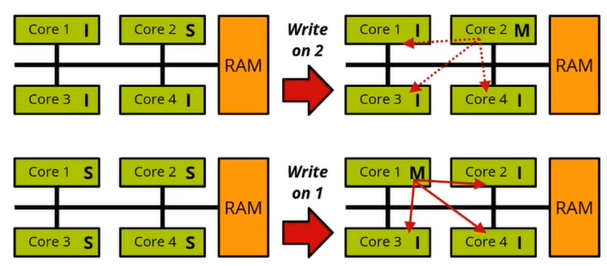 Core 1 I Core 2 S Write Core 1 I Core 2 M
RAM on 2 RAM
Core 3 I Core 4 I Core 3 I Core 4 I
Core 1 S Core 2 S Write Core 1 M Core 2 I
RAM on 1 RAM
Core 3 S Core 4 S Core 3 I Core 4 I